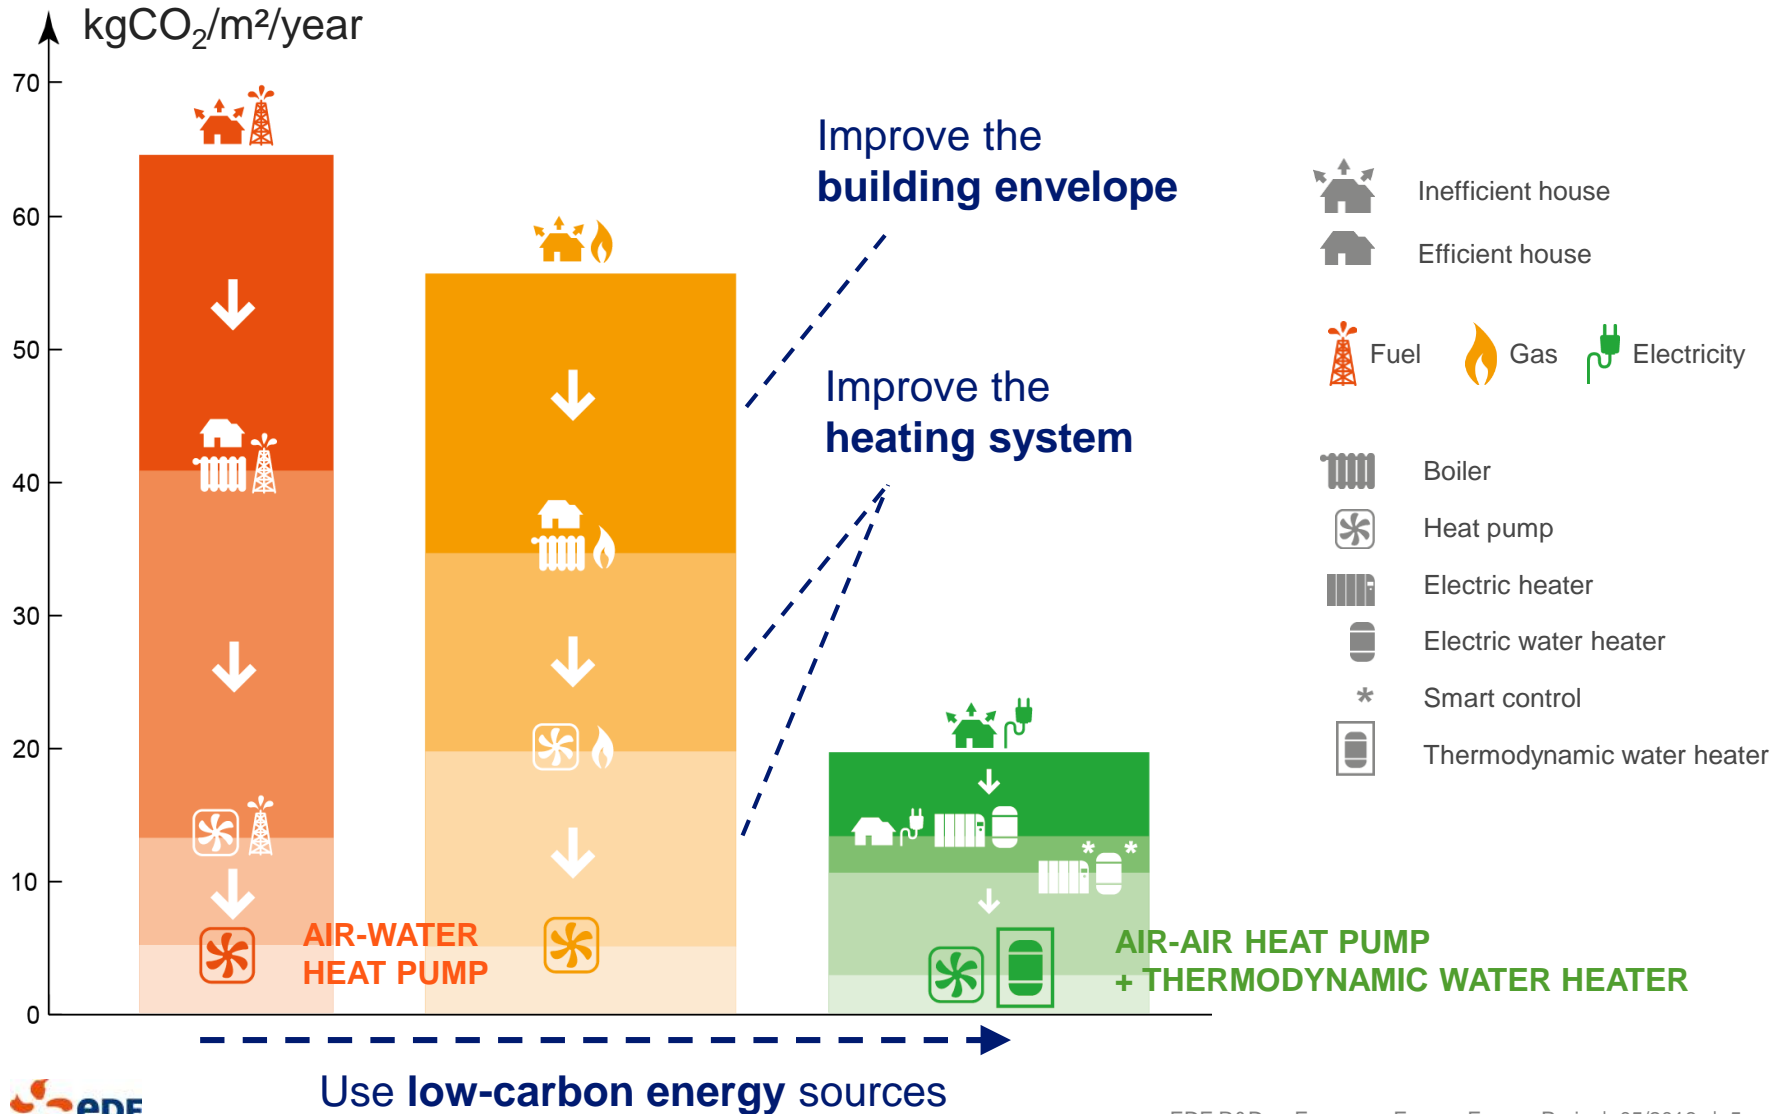 kgCO₂/m²/year
70
60
50
40
30
20
10
0
Improve the
building envelope
Improve the
heating system
Inefficient house
Efficient house
Fuel
Gas
Electricity
Boiler
Heat pump
Electric heater
Electric water heater
*
Smart control
Thermodynamic water heater
* *
AIR-WATER
HEAT PUMP
AIR-AIR HEAT PUMP
+ THERMODYNAMIC WATER HEATER
Use low-carbon energy sources